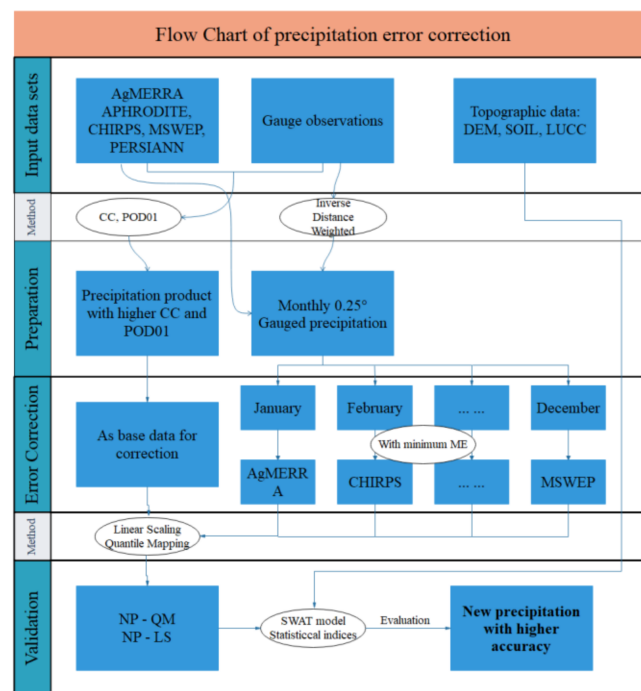 Flow Chart of precipitation error correction
Input data sets
AgMERRA
APHRODITE,
CHIRPS, MSWEP,
PERSIANN
Gauge observations
Topographic data:
DEM, SOIL, LUCC
Method
CC, POD01
Inverse
Distance
Weighted
Preparation
Precipitation product
with higher CC and
POD01
Monthly 0.25°
Gauged precipitation
Error Correction
As base data for
correction
January
February
... ...
December
With minimum ME
AgMERR
A
CHIRPS
... ...
MSWEP
Method
Linear Scaling
Quantile Mapping
Validation
NP - QM
NP - LS
SWAT model
Statisticcal indices
Evaluation
New precipitation
with higher
accuracy